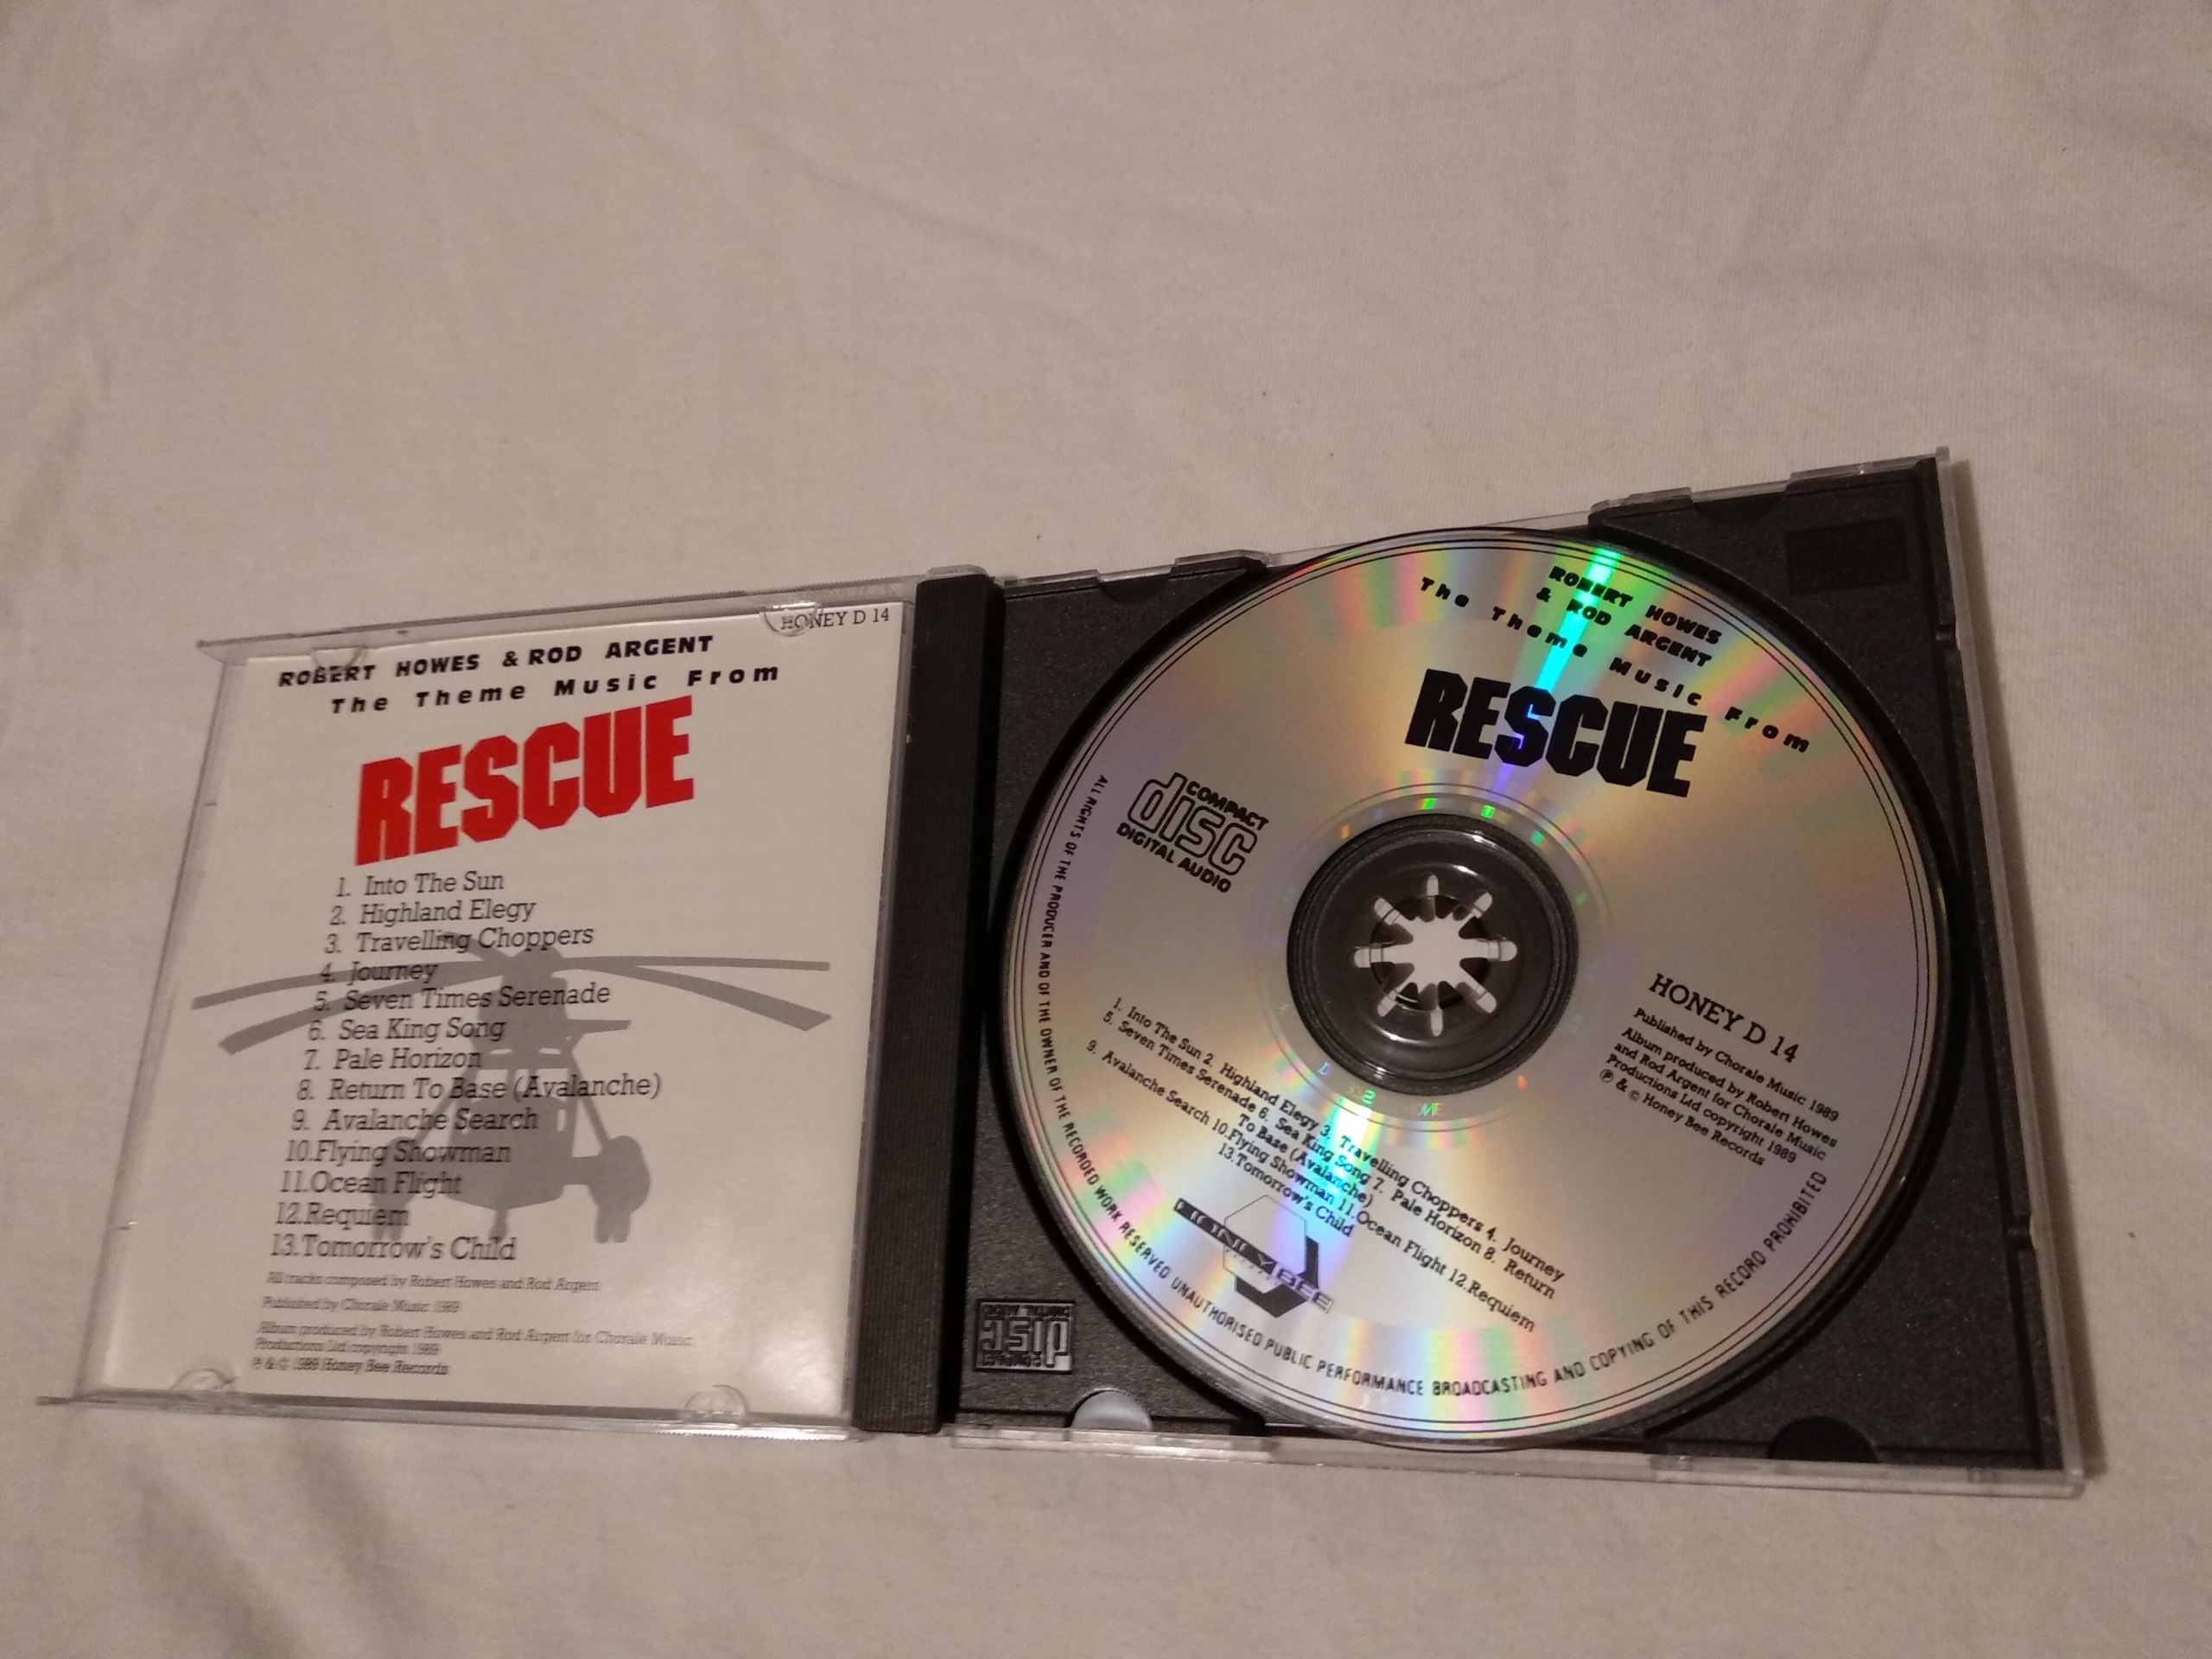 HONEY D 14
ROBERT HOWES & ROD ARGENT
The Theme Music From
RESCUE
1. Into The Sun
2. Highland Elegy
3. Travelling Choppers
4. Journey
5. Seven Times Serenade
6. Sea King Song
7. Pale Horizon
8. Return To Base (Avalanche)
9. Avalanche Search
10.Flying Showman
11.Ocean Flight
12.Requiem
13.Tomorrow's Child
All tracks composed by Robert Howes and Rod Argent
Published by Chorale Music 1989
Album produced by Robert Howes and Rod Argent for Chorale Music
Productions Ltd copyright 1989
℗ & © 1989 Honey Bee Records
COMPACT
disc
DIGITAL AUDIO
ROBERT HOWES
& ROD ARGENT
The Theme Music From
RESCUE
COMPACT
disc
DIGITAL AUDIO
HONEY D 14
Published by Chorale Music 1989
Album produced by Robert Howes
and Rod Argent for Chorale Music
Productions Ltd copyright 1989
℗ & © Honey Bee Records
1. Into The Sun 2. Highland Elegy 3. Travelling Choppers 4. Journey
5. Seven Times Serenade 6. Sea King Song 7. Pale Horizon 8. Return
To Base (Avalanche)
9. Avalanche Search 10.Flying Showman 11.Ocean Flight 12.Requiem
13.Tomorrow's Child
HONEY BEE
ALL RIGHTS OF THE PRODUCER AND OF THE OWNER OF THE RECORDED WORK RESERVED UNAUTHORISED PUBLIC PERFORMANCE BROADCASTING AND COPYING OF THIS RECORD PROHIBITED